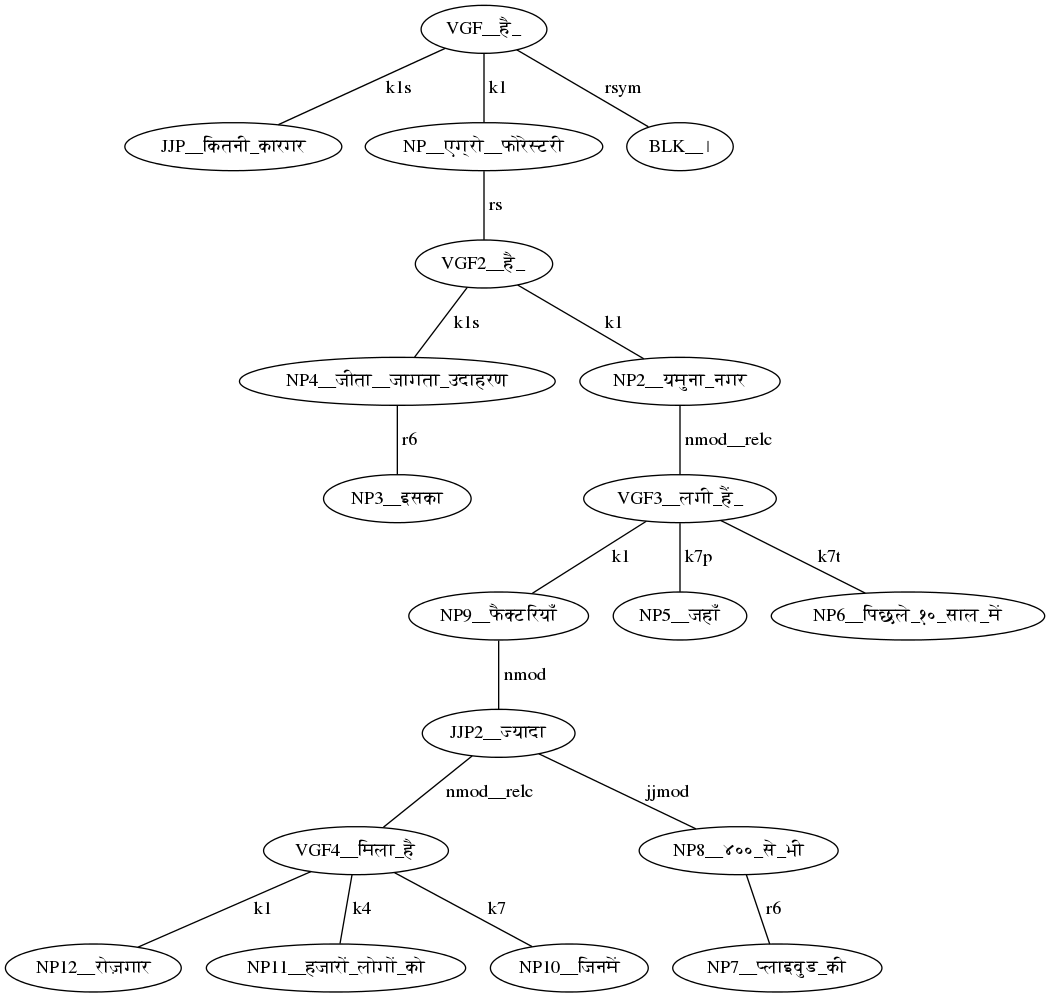 VGF__है_
k1s
k1
rsym
JJP__कितनी_कारगर
NP__एग्रो__फोरेस्टरी
BLK__।
rs
VGF2__है_
k1s
k1
NP4__जीता__जागता_उदाहरण
NP2__यमुना_नगर
r6
nmod__relc
NP3__इसका
VGF3__लगी_हैं_
k1
k7p
k7t
NP9__फैक्टरियाँ
NP5__जहाँ
NP6__पिछले_१०_साल_में
nmod
JJP2__ज्यादा
nmod__relc
jjmod
VGF4__मिला_है
NP8__४००_से_भी
k1
k4
k7
r6
NP12__रोज़गार
NP11__हजारों_लोगों_को
NP10__जिनमें
NP7__प्लाइवुड_की